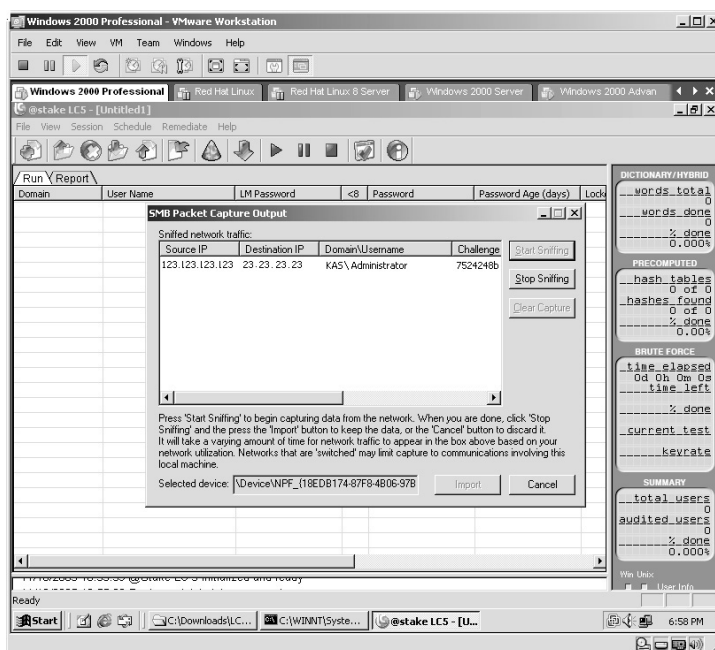 Windows 2000 Professional - VMware Workstation
File Edit View VM Team Windows Help
Windows 2000 Professional Red Hat Linux Red Hat Linux 8 Server Windows 2000 Server Windows 2000 Advan
@stake LC5 - [Untitled1]
File View Session Schedule Remediate Help
Run Report
Domain User Name LM Password <8 Password Password Age (days) Locke
SMB Packet Capture Output
Sniffed network traffic:
Source IP Destination IP Domain\Username Challenge
123.123.123.123 23.23.23.23 KAS\Administrator 7524248b
Start Sniffing
Stop Sniffing
Clear Capture
Press 'Start Sniffing' to begin capturing data from the network. When you are done, click 'Stop
Sniffing' and the press the 'Import' button to keep the data, or the 'Cancel' button to discard it.
It will take a varying amount of time for network traffic to appear in the box above based on your
network utilization. Networks that are 'switched' may limit capture to communications involving this
local machine.
Selected device: \Device\NPF_{18EDB174-87F8-4B06-97B
Import Cancel
DICTIONARY/HYBRID
words total
0
words done
0
% done
0.000%
PRECOMPUTED
hash tables
0 of 0
hashes found
0 of 0
% done
0.00%
BRUTE FORCE
time elapsed
0d 0h 0m 0s
time left
% done
current test
keyrate
SUMMARY
total users
0
audited users
0
% done
0.000%
Win Unix
User Info
Ready
Start C:\Downloads\LC... C:\WINNT\Syste... @stake LC5 - [U... 6:58 PM